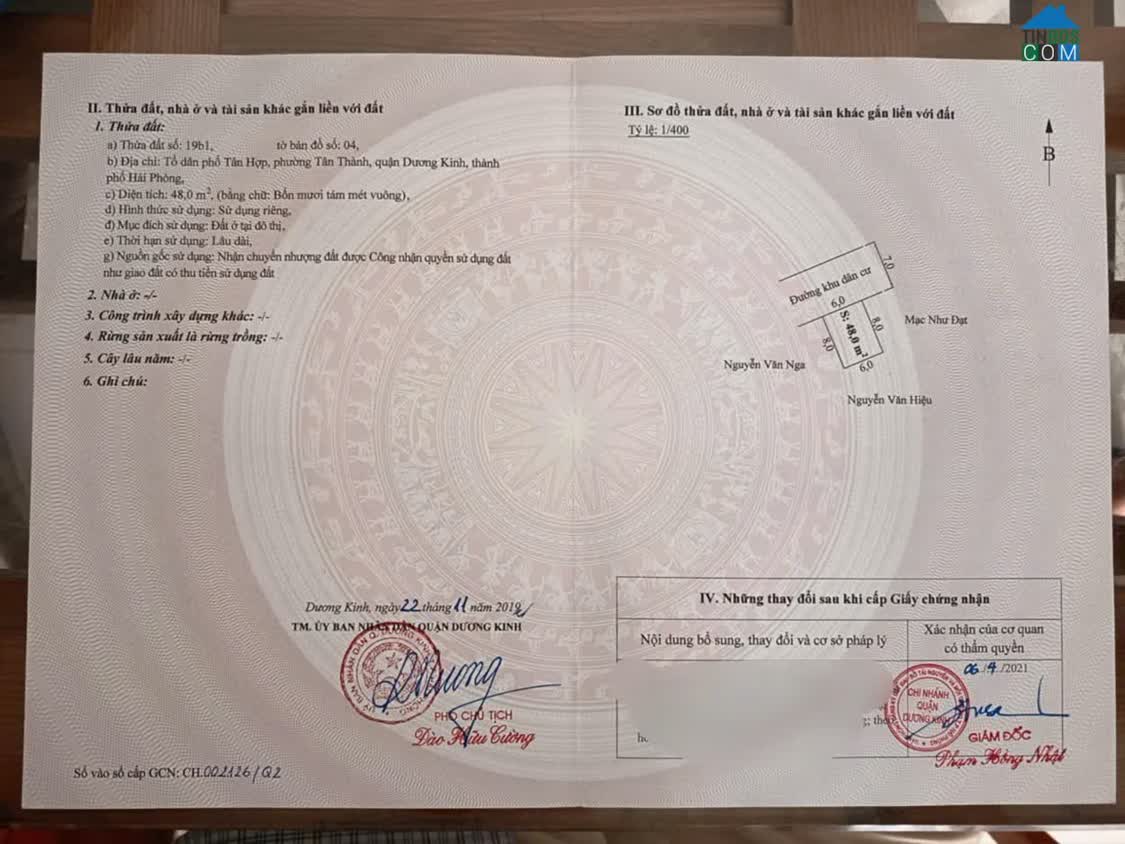 TINBDS
COM
II. Thửa đất, nhà ở và tài sản khác gắn liền với đất
1. Thửa đất:
a) Thửa đất số: 19b1, tờ bản đồ số: 04,
b) Địa chỉ: Tổ dân phố Tân Hợp, phường Tân Thành, quận Dương Kinh, thành
phố Hải Phòng,
c) Diện tích: 48,0 m², (bằng chữ: Bốn mươi tám mét vuông),
d) Hình thức sử dụng: Sử dụng riêng,
đ) Mục đích sử dụng: Đất ở tại đô thị,
e) Thời hạn sử dụng: Lâu dài,
g) Nguồn gốc sử dụng: Nhận chuyển nhượng đất được Công nhận quyền sử dụng đất
như giao đất có thu tiền sử dụng đất
2. Nhà ở: -/-
3. Công trình xây dựng khác: -/-
4. Rừng sản xuất là rừng trồng: -/-
5. Cây lâu năm: -/-
6. Ghi chú:
Dương Kinh, ngày 22 tháng 11 năm 2019
TM. ỦY BAN NHÂN DÂN QUẬN DƯƠNG KINH
PHÓ CHỦ TỊCH
Đào Hữu Cường
Số vào sổ cấp GCN: CH.002126/Q2
III. Sơ đồ thửa đất, nhà ở và tài sản khác gắn liền với đất
Tỷ lệ: 1/400
B
7,0
Đường khu dân cư
6,0
S: 48,0 m²
8,0
Mạc Như Đạt
8,0
Nguyễn Văn Nga
6,0
Nguyễn Văn Hiệu
IV. Những thay đổi sau khi cấp Giấy chứng nhận
Nội dung bổ sung, thay đổi và cơ sở pháp lý
Xác nhận của cơ quan
có thẩm quyền
06/4/2021
CHI NHÁNH
QUẬN
DƯƠNG KINH
GIÁM ĐỐC
Phạm Hồng Nhật